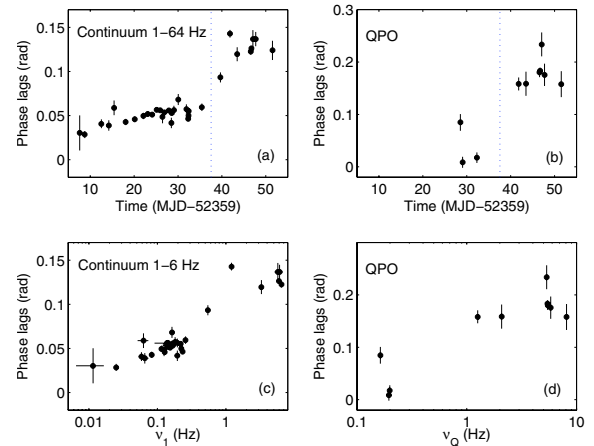 0.15
0.1
0.05
0
Phase lags (rad)
Continuum 1−64 Hz
(a)
10 20 30 40 50
Time (MJD−52359)
0.3
0.2
0.1
0
Phase lags (rad)
QPO
(b)
10 20 30 40 50
Time (MJD−52359)
0.15
0.1
0.05
0
Phase lags (rad)
Continuum 1−6 Hz
(c)
0.01 0.1 1
ν1 (Hz)
0.2
0.1
0
Phase lags (rad)
QPO
(d)
0.1 1 10
νQ (Hz)